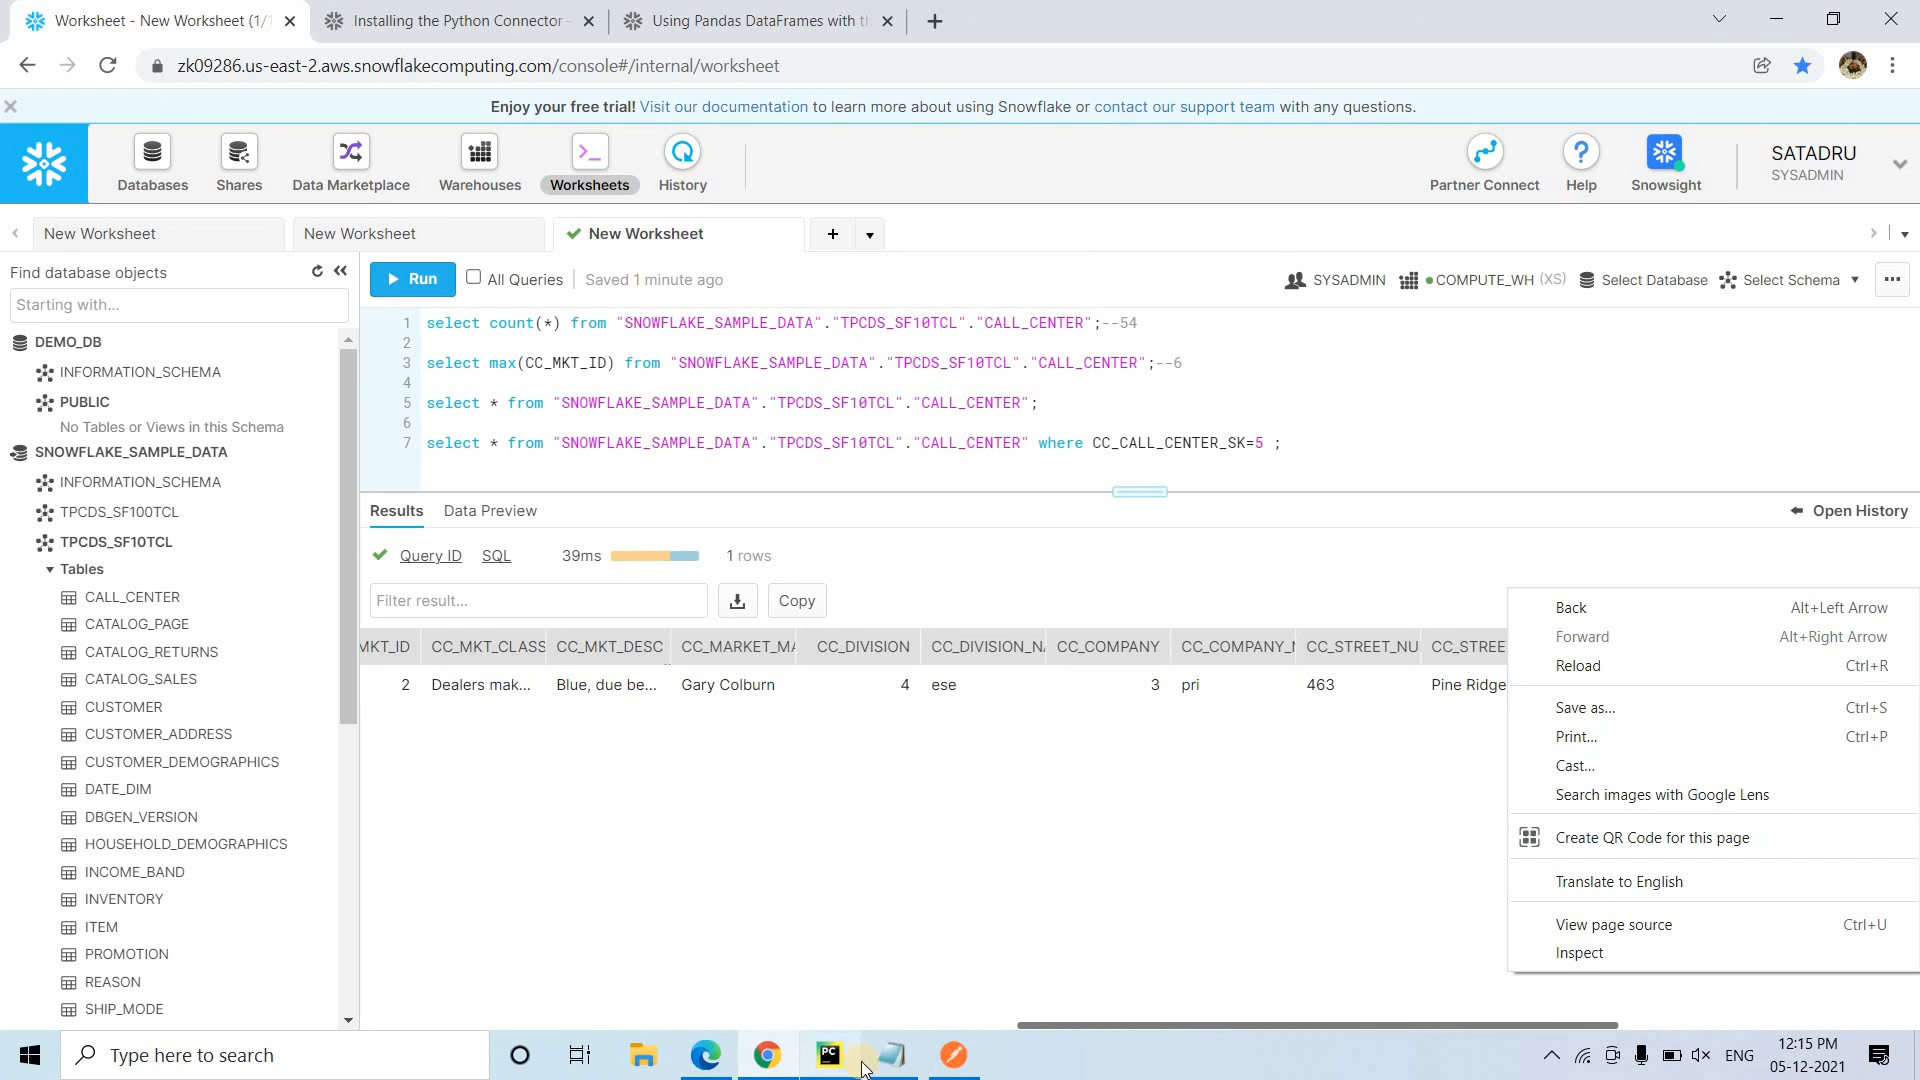 Worksheet - New Worksheet (1/1
Installing the Python Connector -
Using Pandas DataFrames with th
zk09286.us-east-2.aws.snowflakecomputing.com/console#/internal/worksheet
Enjoy your free trial! Visit our documentation to learn more about using Snowflake or contact our support team with any questions.
Databases
Shares
Data Marketplace
Warehouses
Worksheets
History
Partner Connect
Help
Snowsight
SATADRU
SYSADMIN
New Worksheet
New Worksheet
New Worksheet
Find database objects
Starting with...
Run
All Queries
Saved 1 minute ago
SYSADMIN
COMPUTE_WH (XS)
Select Database
Select Schema
DEMO_DB
INFORMATION_SCHEMA
PUBLIC
No Tables or Views in this Schema
SNOWFLAKE_SAMPLE_DATA
INFORMATION_SCHEMA
TPCDS_SF100TCL
TPCDS_SF10TCL
Tables
CALL_CENTER
CATALOG_PAGE
CATALOG_RETURNS
CATALOG_SALES
CUSTOMER
CUSTOMER_ADDRESS
CUSTOMER_DEMOGRAPHICS
DATE_DIM
DBGEN_VERSION
HOUSEHOLD_DEMOGRAPHICS
INCOME_BAND
INVENTORY
ITEM
PROMOTION
REASON
SHIP_MODE
1 select count(*) from "SNOWFLAKE_SAMPLE_DATA"."TPCDS_SF10TCL"."CALL_CENTER";--54
2
3 select max(CC_MKT_ID) from "SNOWFLAKE_SAMPLE_DATA"."TPCDS_SF10TCL"."CALL_CENTER";--6
4
5 select * from "SNOWFLAKE_SAMPLE_DATA"."TPCDS_SF10TCL"."CALL_CENTER";
6
7 select * from "SNOWFLAKE_SAMPLE_DATA"."TPCDS_SF10TCL"."CALL_CENTER" where CC_CALL_CENTER_SK=5 ;
Results
Data Preview
Open History
Query ID
SQL
39ms
1 rows
Filter result...
Copy
MKT_ID CC_MKT_CLASS CC_MKT_DESC CC_MARKET_MA CC_DIVISION CC_DIVISION_NA CC_COMPANY CC_COMPANY_N CC_STREET_NU CC_STREE
2 Dealers mak... Blue, due be... Gary Colburn 4 ese 3 pri 463 Pine Ridge
Back Alt+Left Arrow
Forward Alt+Right Arrow
Reload Ctrl+R
Save as... Ctrl+S
Print... Ctrl+P
Cast...
Search images with Google Lens
Create QR Code for this page
Translate to English
View page source Ctrl+U
Inspect
Type here to search
PC
ENG
12:15 PM
05-12-2021